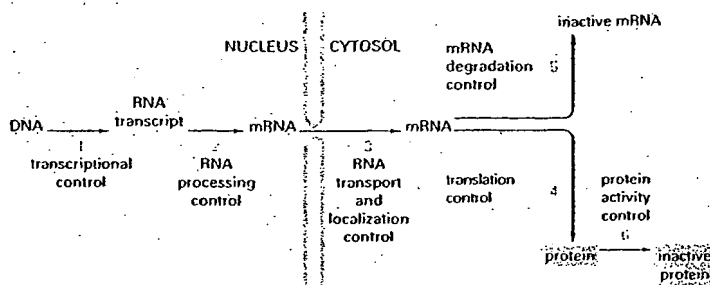 NUCLEUS
CYTOSOL
inactive mRNA
mRNA
degradation
control
5
DNA
RNA
transcript
mRNA
mRNA
1
transcriptional
control
2
RNA
processing
control
3
RNA
transport
and
localization
control
translation
control
4
protein
activity
control
6
protein
inactive
protein